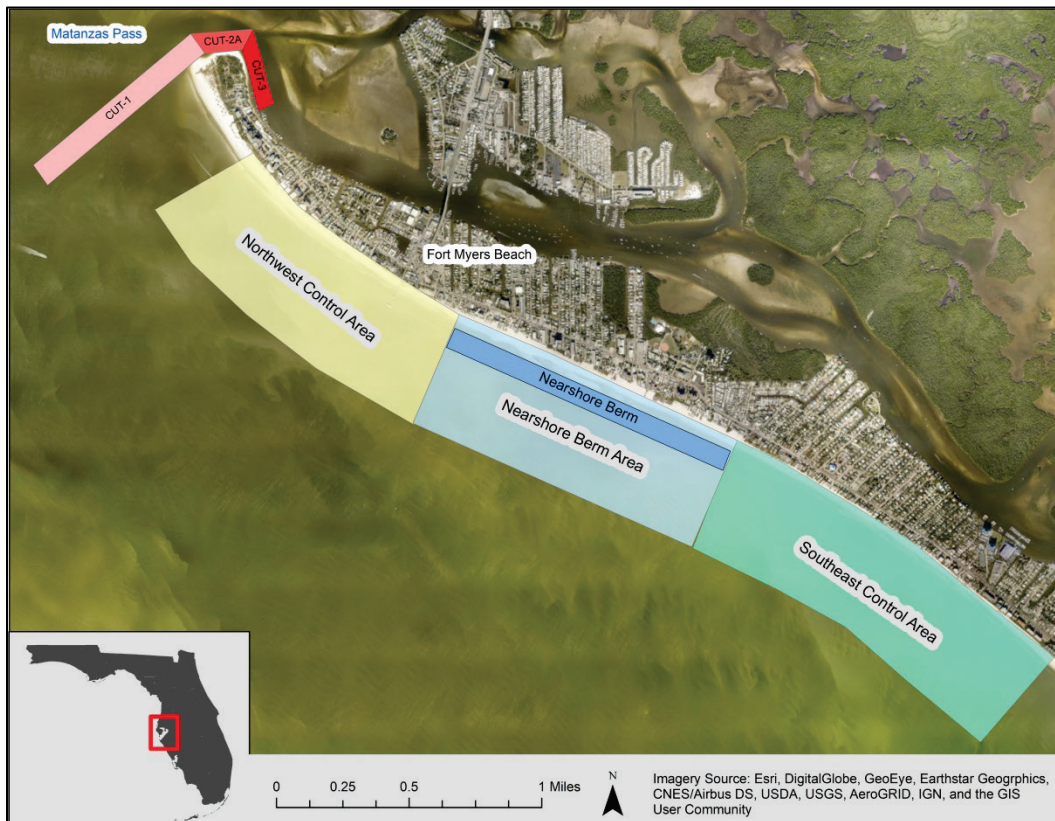 Matanzas Pass
CUT-2A
CUT-1
CUT-3
Fort Myers Beach
Northwest Control Area
Nearshore Berm
Nearshore Berm Area
Southeast Control Area
0 0.25 0.5 1 Miles
N
Imagery Source: Esri, DigitalGlobe, GeoEye, Earthstar Geogrphics,
CNES/Airbus DS, USDA, USGS, AeroGRID, IGN, and the GIS
User Community